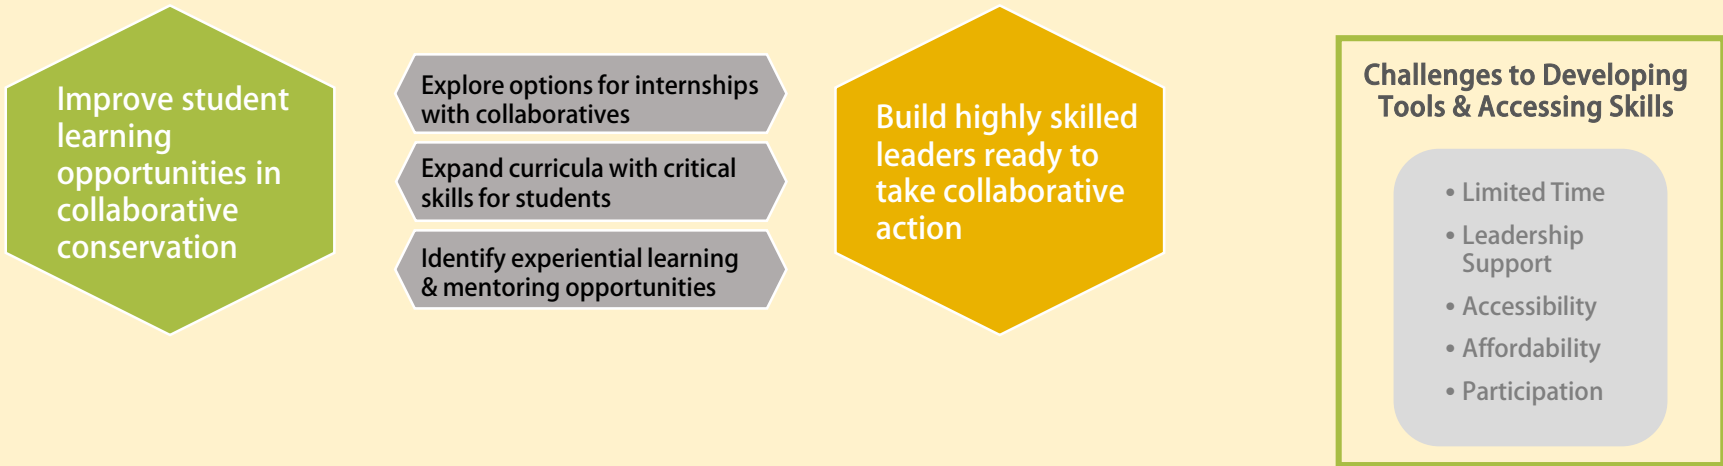 Improve student
learning
opportunities in
collaborative
conservation
Explore options for internships
with collaboratives
Expand curricula with critical
skills for students
Identify experiential learning
& mentoring opportunities
Build highly skilled
leaders ready to
take collaborative
action
Challenges to Developing
Tools & Accessing Skills
• Limited Time
• Leadership
Support
• Accessibility
• Affordability
• Participation